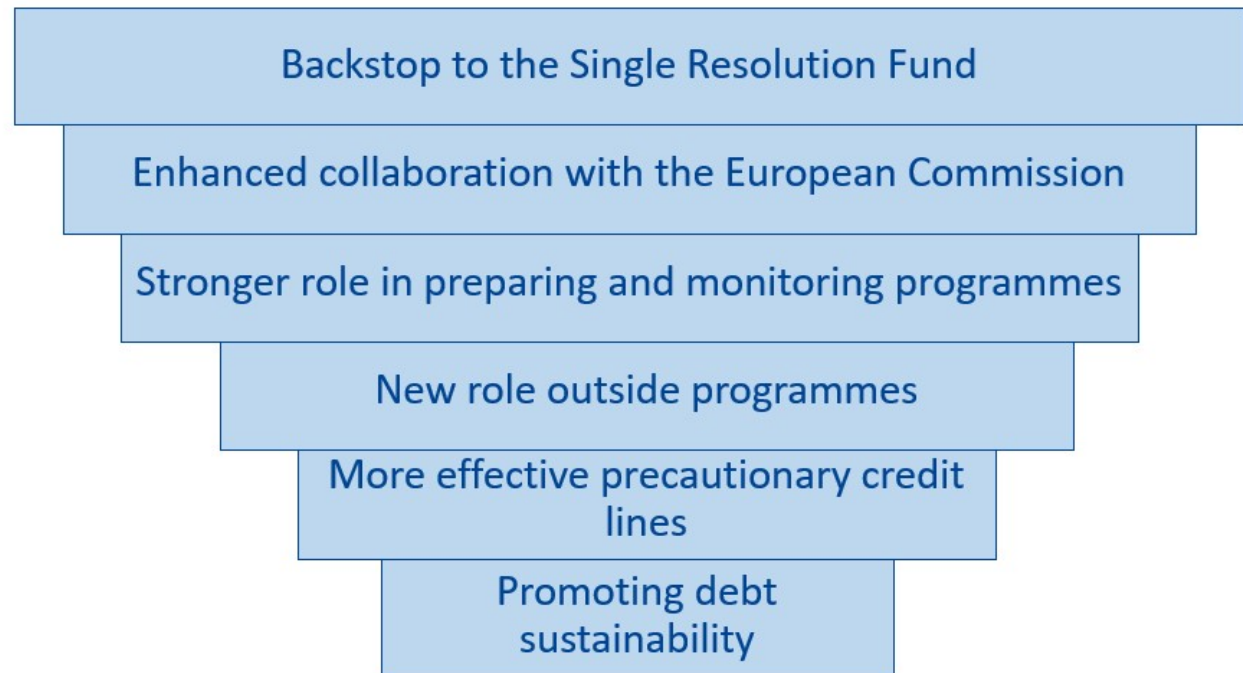 Backstop to the Single Resolution Fund
Enhanced collaboration with the European Commission
Stronger role in preparing and monitoring programmes
New role outside programmes
More effective precautionary credit
lines
Promoting debt
sustainability